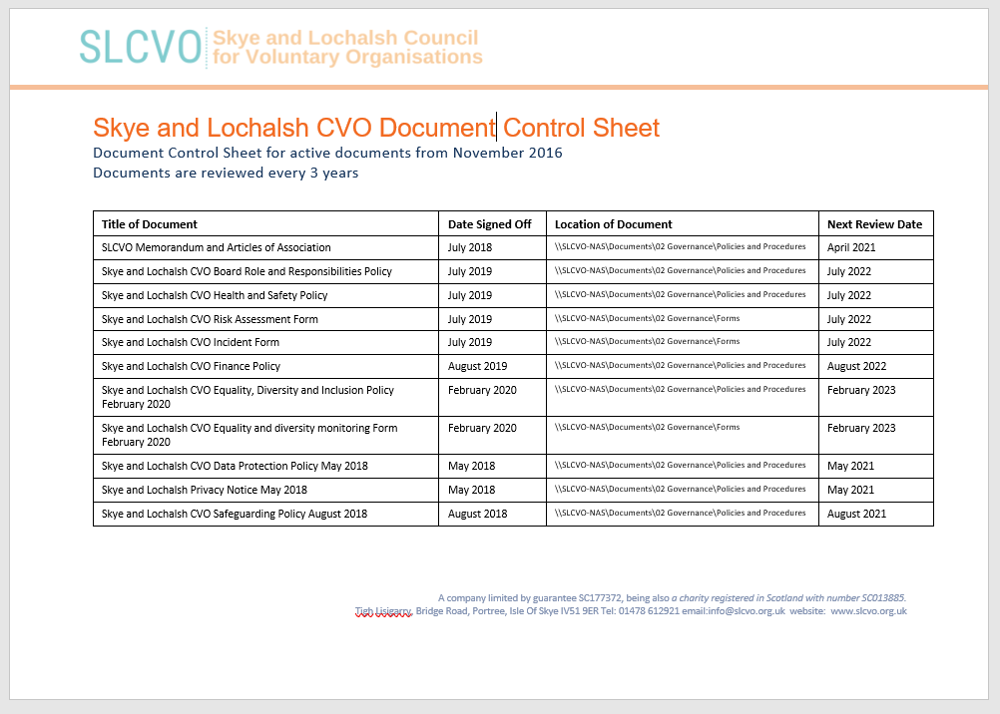 SLCVO
Skye and Lochalsh Council
for Voluntary Organisations
Skye and Lochalsh CVO Document Control Sheet
Document Control Sheet for active documents from November 2016
Documents are reviewed every 3 years
Title of Document Date Signed Off Location of Document Next Review Date
SLCVO Memorandum and Articles of Association July 2018 \\SLCVO-NAS\Documents\02 Governance\Policies and Procedures April 2021
Skye and Lochalsh CVO Board Role and Responsibilities Policy July 2019 \\SLCVO-NAS\Documents\02 Governance\Policies and Procedures July 2022
Skye and Lochalsh CVO Health and Safety Policy July 2019 \\SLCVO-NAS\Documents\02 Governance\Policies and Procedures July 2022
Skye and Lochalsh CVO Risk Assessment Form July 2019 \\SLCVO-NAS\Documents\02 Governance\Forms July 2022
Skye and Lochalsh CVO Incident Form July 2019 \\SLCVO-NAS\Documents\02 Governance\Forms July 2022
Skye and Lochalsh CVO Finance Policy August 2019 \\SLCVO-NAS\Documents\02 Governance\Policies and Procedures August 2022
Skye and Lochalsh CVO Equality, Diversity and Inclusion Policy February 2020 \\SLCVO-NAS\Documents\02 Governance\Policies and Procedures February 2023
February 2020
Skye and Lochalsh CVO Equality and diversity monitoring Form February 2020 \\SLCVO-NAS\Documents\02 Governance\Forms February 2023
February 2020
Skye and Lochalsh CVO Data Protection Policy May 2018 May 2018 \\SLCVO-NAS\Documents\02 Governance\Policies and Procedures May 2021
Skye and Lochalsh Privacy Notice May 2018 May 2018 \\SLCVO-NAS\Documents\02 Governance\Policies and Procedures May 2021
Skye and Lochalsh CVO Safeguarding Policy August 2018 August 2018 \\SLCVO-NAS\Documents\02 Governance\Policies and Procedures August 2021
A company limited by guarantee SC177372, being also a charity registered in Scotland with number SC013885.
Tigh Lisigarry, Bridge Road, Portree, Isle Of Skye IV51 9ER Tel: 01478 612921 email:info@slcvo.org.uk website: www.slcvo.org.uk